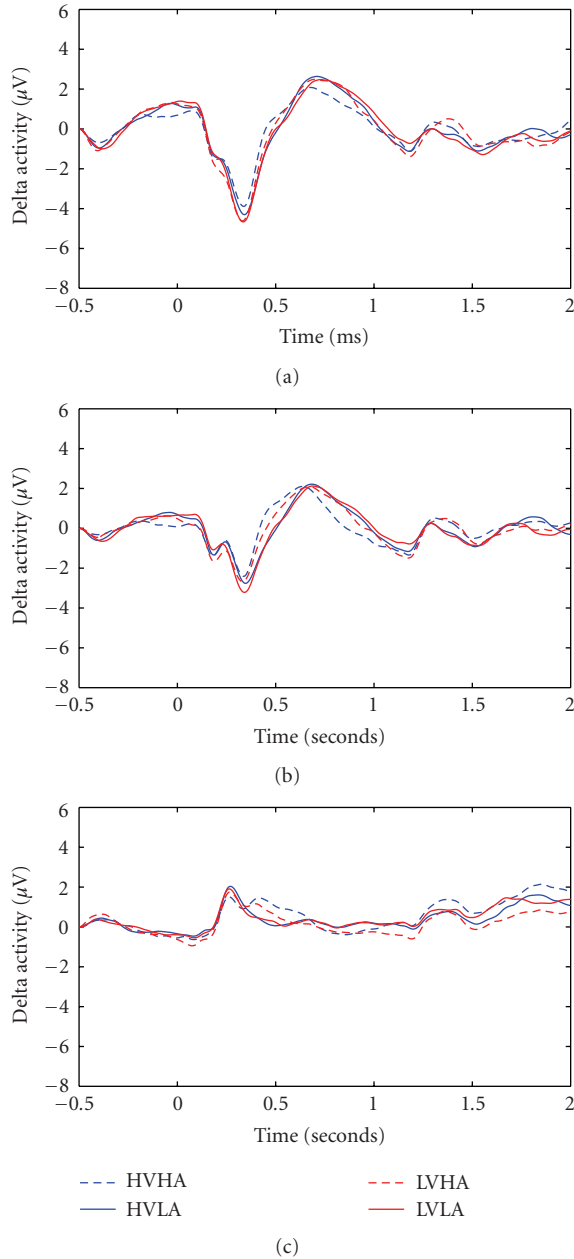 6
4
2
0
−2
−4
−6
−8
Delta activity (µV)
−0.5 0 0.5 1 1.5 2
Time (ms)
(a)
6
4
2
0
−2
−4
−6
−8
Delta activity (µV)
−0.5 0 0.5 1 1.5 2
Time (seconds)
(b)
6
4
2
0
−2
−4
−6
−8
Delta activity (µV)
−0.5 0 0.5 1 1.5 2
Time (seconds)
HVHA LVHA
HVLA LVLA
(c)